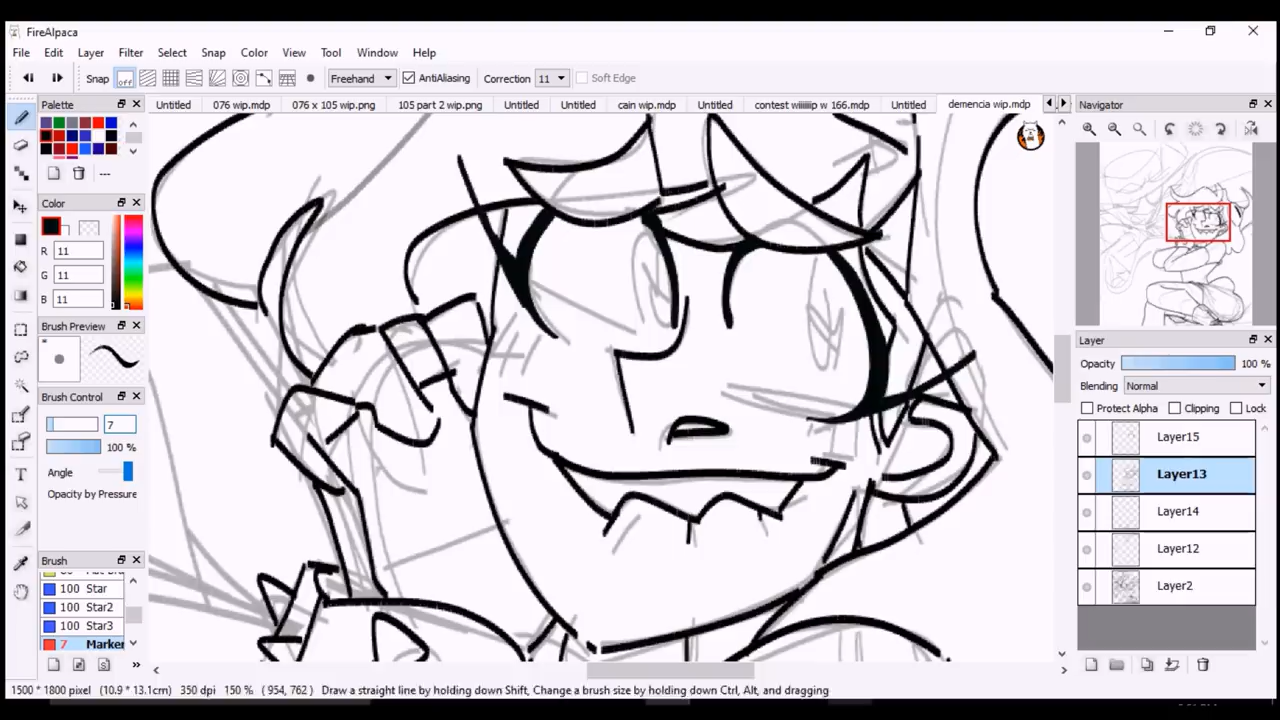 FireAlpaca
File Edit Layer Filter Select Snap Color View Tool Window Help
Snap off Freehand AntiAliasing Correction 11 Soft Edge
Palette
Untitled 076 wip.mdp 076 x 105 wip.png 105 part 2 wip.png Untitled Untitled cain wip.mdp Untitled contest wiiiiiip w 166.mdp Untitled demencia wip.mdp
Navigator
---
Color
R 11
G 11
B 11
Brush Preview
Layer
Opacity 100 %
Blending Normal
Protect Alpha Clipping Lock
Brush Control
7
100 %
Angle
Opacity by Pressure
Layer15
Layer13
Layer14
Layer12
Layer2
Brush
100 Star
100 Star2
100 Star3
7 Marker
1500 * 1800 pixel (10.9 * 13.1cm) 350 dpi 150 % ( 954, 762 ) Draw a straight line by holding down Shift, Change a brush size by holding down Ctrl, Alt, and dragging